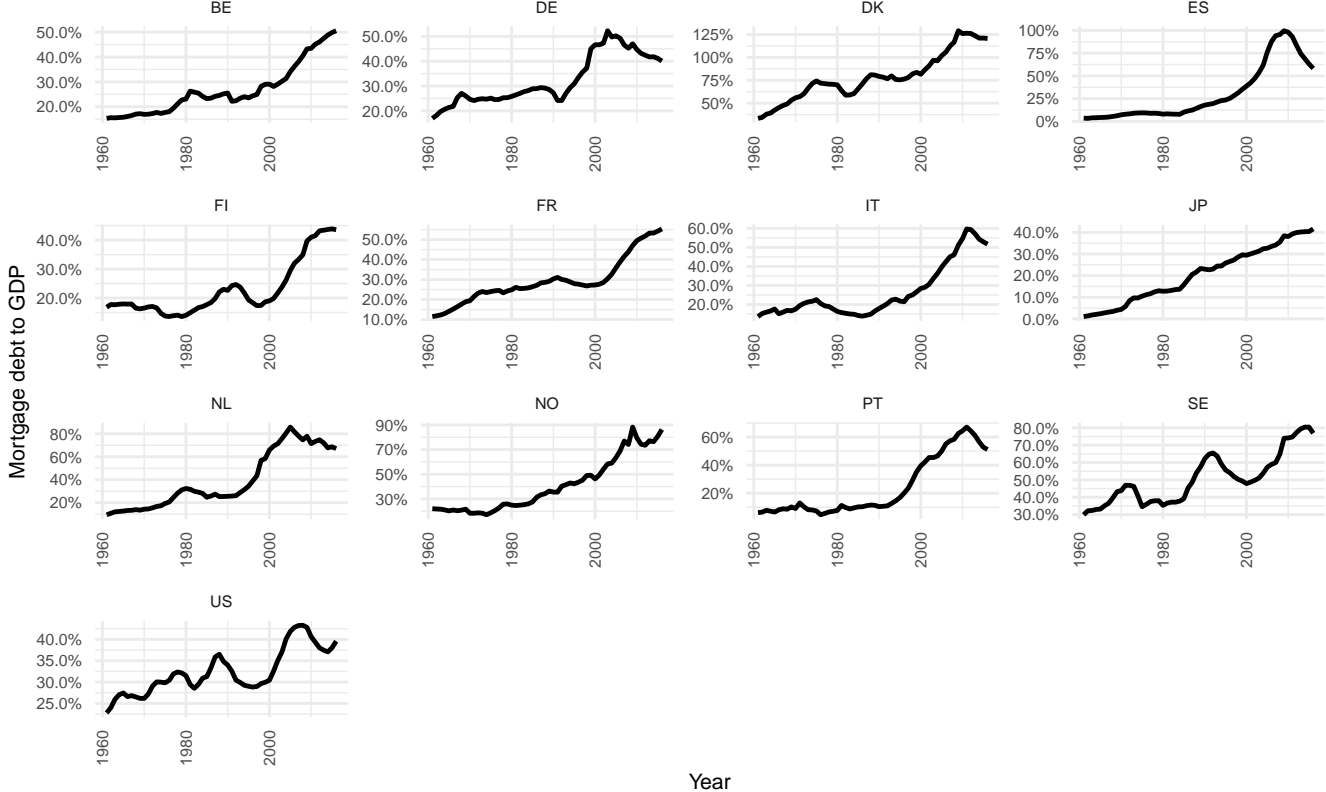 BE DE DK ES
50.0% 50.0% 125% 100%
40.0% 40.0% 100% 75%
30.0% 30.0% 75% 50%
20.0% 20.0% 50% 25%
0%
1960 1980 2000 1960 1980 2000 1960 1980 2000 1960 1980 2000
FI FR IT JP
40.0% 50.0% 60.0% 40.0%
30.0% 40.0% 50.0% 30.0%
20.0% 30.0% 40.0% 20.0%
20.0% 30.0% 10.0%
10.0% 20.0% 0.0%
1960 1980 2000 1960 1980 2000 1960 1980 2000 1960 1980 2000
Mortgage debt to GDP
NL NO PT SE
80% 90% 60% 80.0%
60% 70% 40% 70.0%
40% 50% 20% 60.0%
20% 30% 50.0%
40.0%
30.0%
1960 1980 2000 1960 1980 2000 1960 1980 2000 1960 1980 2000
US
40.0%
35.0%
30.0%
25.0%
1960 1980 2000
Year